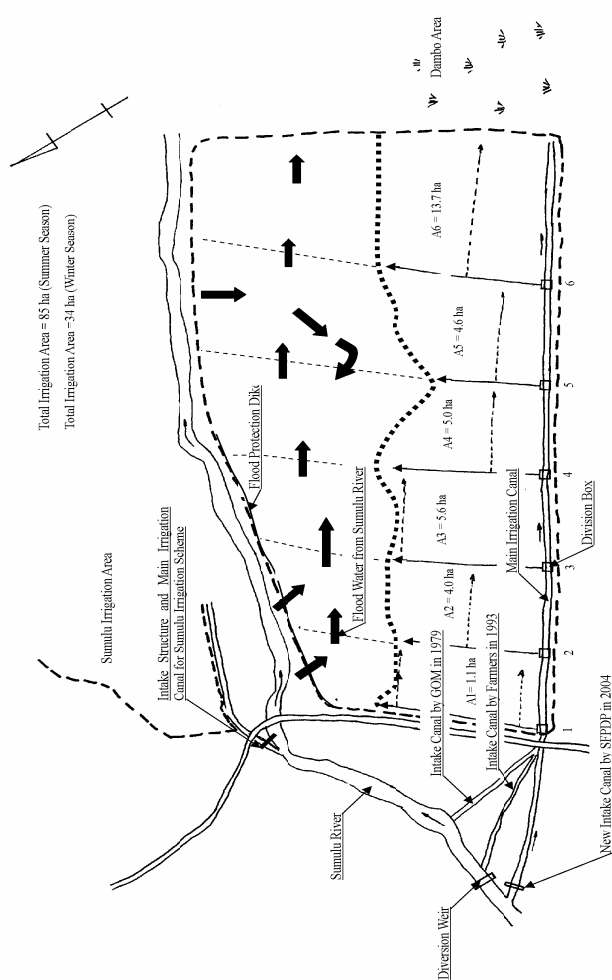 Total Irrigation Area = 85 ha (Summer Season)
Total Irrigation Area =34 ha (Winter Season)
Sumulu Irrigation Area
Intake Structure and Main Irrigation
Canal for Sumulu Irrigation Scheme
Flood Protection Dik
Flood Water from Sumulu River
Sumulu River
Diversion Weir
Intake Canal by GOM in 1979
Intake Canal by Farmers in 1993
New Intake Canal by SFPDP in 2004
Main Irrigation Canal
Division Box
Dambo Area
A1 = 1.1 ha
A2 = 4.0 ha
A3 = 5.6 ha
A4 = 5.0 ha
A5 = 4.6 ha
A6 = 13.7 ha
1
2
3
4
5
6